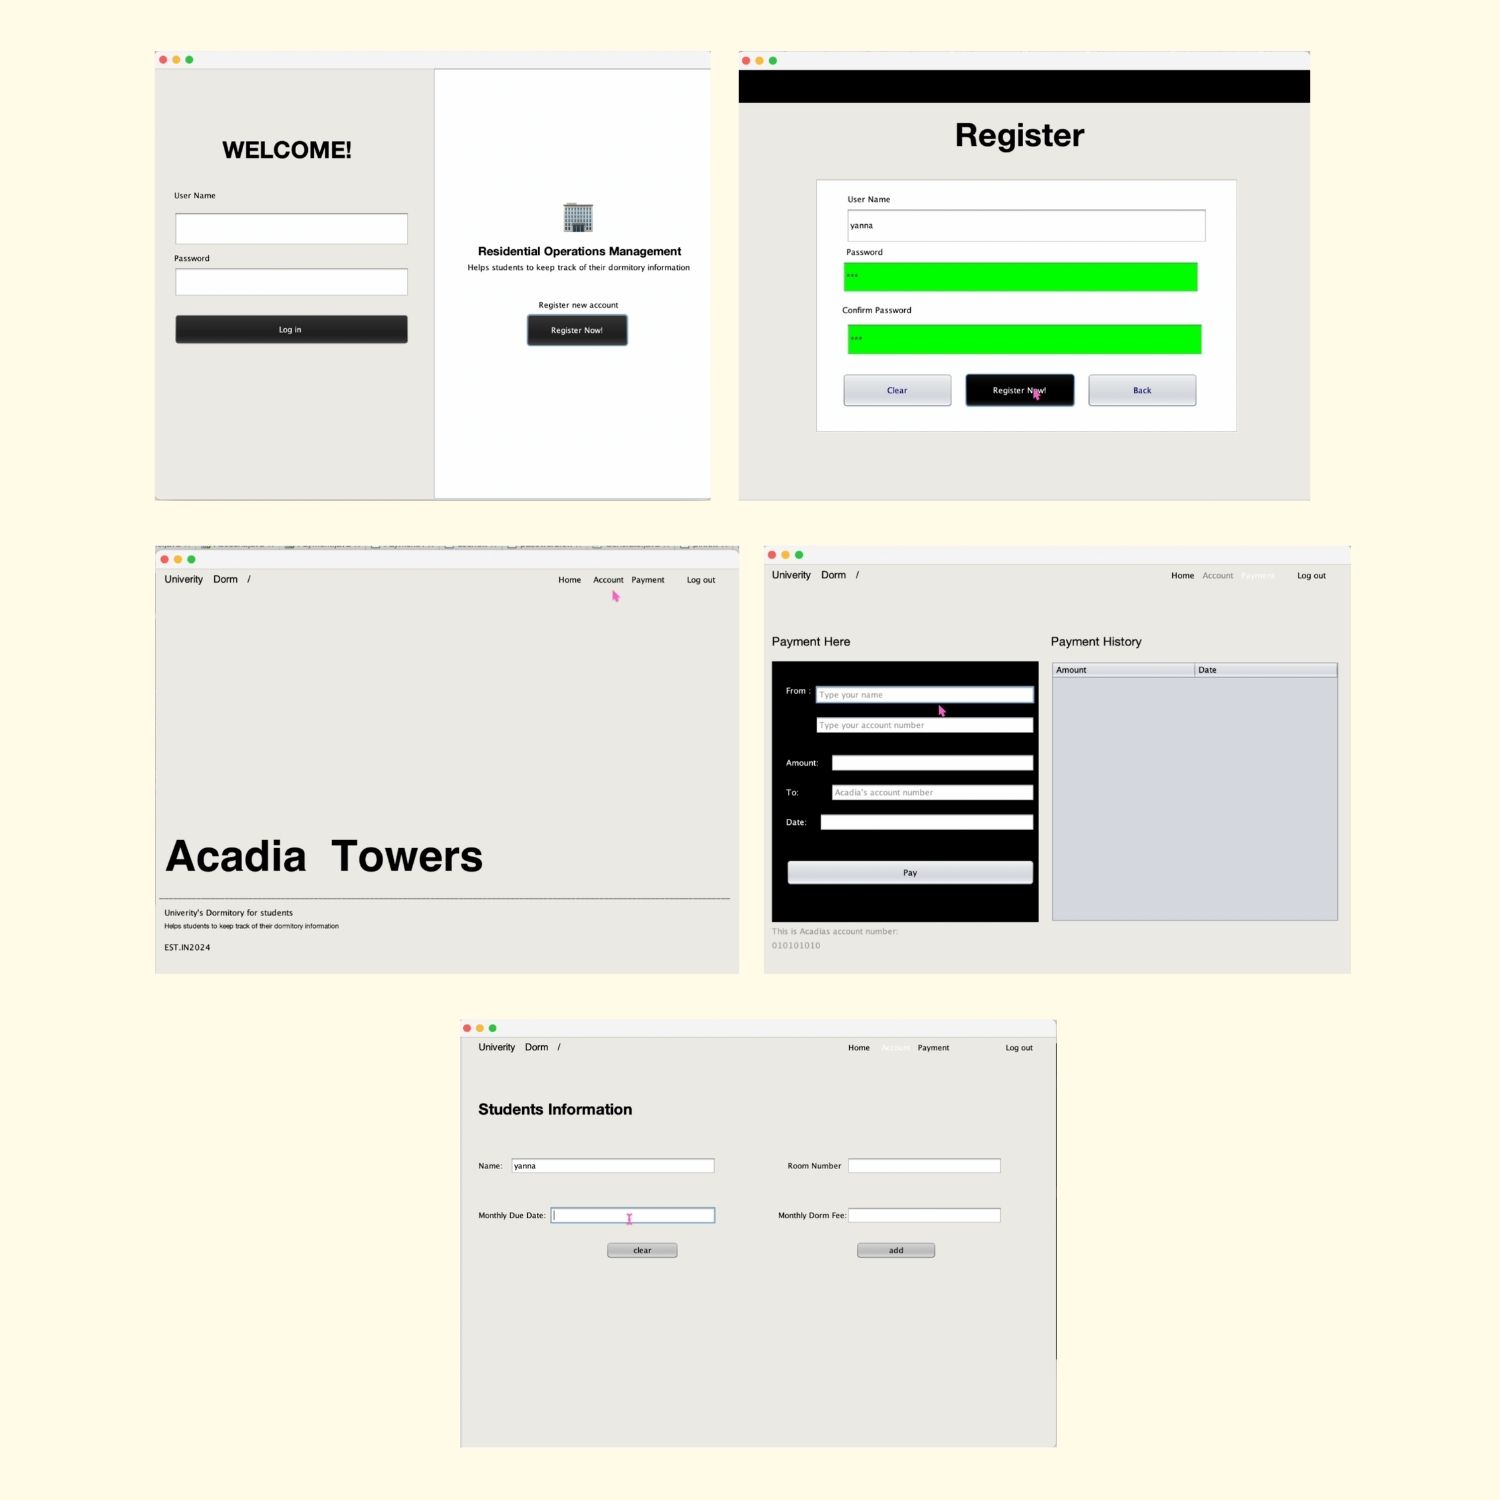 WELCOME!
User Name
Password
Log in
Residential Operations Management
Helps students to keep track of their dormitory information
Register new account
Register Now!
Register
User Name
yanna
Password
***
Confirm Password
***
Clear
Register Now!
Back
Univerity Dorm /
Home Account Payment Log out
Acadia Towers
Univerity's Dormitory for students
Helps students to keep track of their dormitory information
EST.IN2024
Univerity Dorm /
Home Account Payment Log out
Payment Here
From :
Type your name
Type your account number
Amount:
To:
Acadia's account number
Date:
Pay
This is Acadias account number:
010101010
Payment History
Amount Date
Univerity Dorm /
Home Account Payment Log out
Students Information
Name: yanna
Room Number
Monthly Due Date:
Monthly Dorm Fee:
clear
add